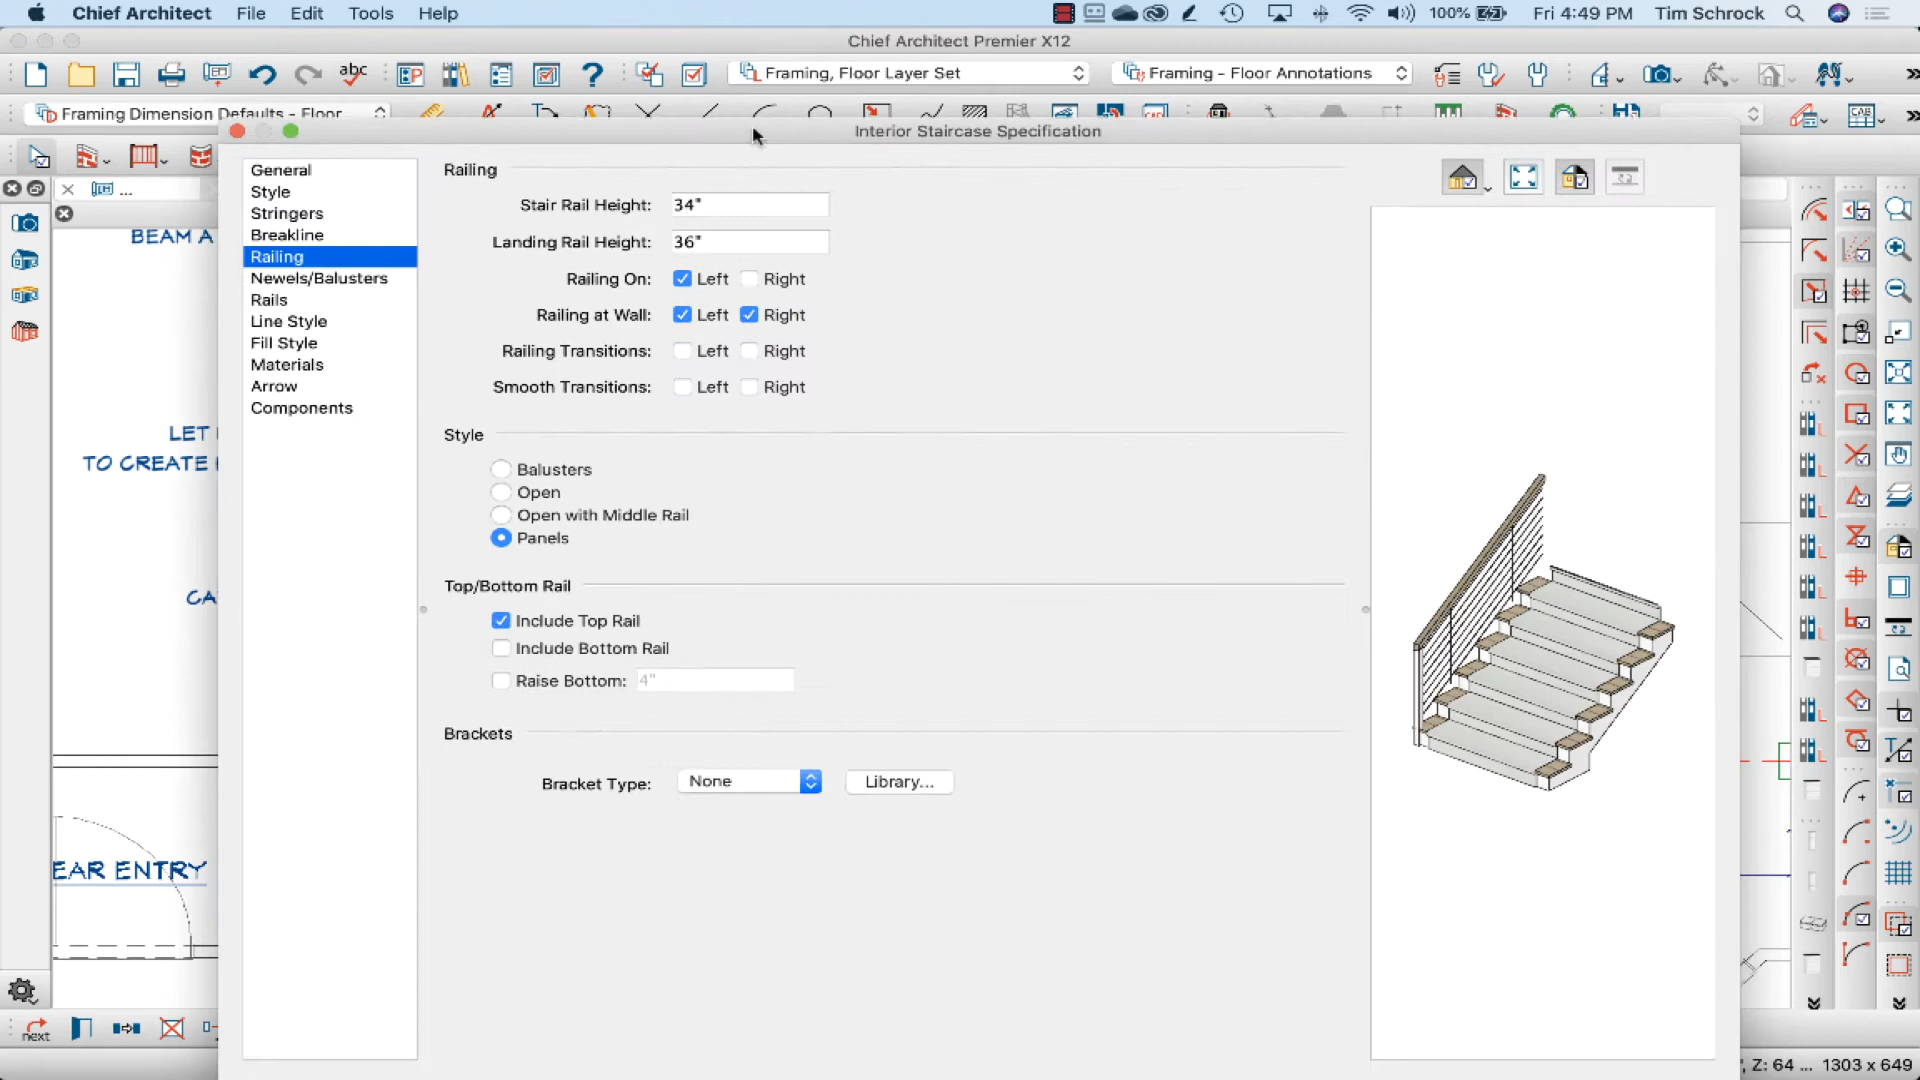 Chief Architect File Edit Tools Help 100% Fri 4:49 PM Tim Schrock
Chief Architect Premier X12
abc Framing, Floor Layer Set Framing - Floor Annotations
Framing Dimension Defaults - Floor
Interior Staircase Specification
General
Style
Stringers
Breakline
Railing
Newels/Balusters
Rails
Line Style
Fill Style
Materials
Arrow
Components
Railing
Stair Rail Height: 34"
Landing Rail Height: 36"
Railing On: Left Right
Railing at Wall: Left Right
Railing Transitions: Left Right
Smooth Transitions: Left Right
Style
Balusters
Open
Open with Middle Rail
Panels
Top/Bottom Rail
Include Top Rail
Include Bottom Rail
Raise Bottom: 4"
Brackets
Bracket Type: None Library...
...
BEAM A
LET
TO CREATE
CA
EAR ENTRY
next
CAB
", Z: 64 ... 1303 x 649